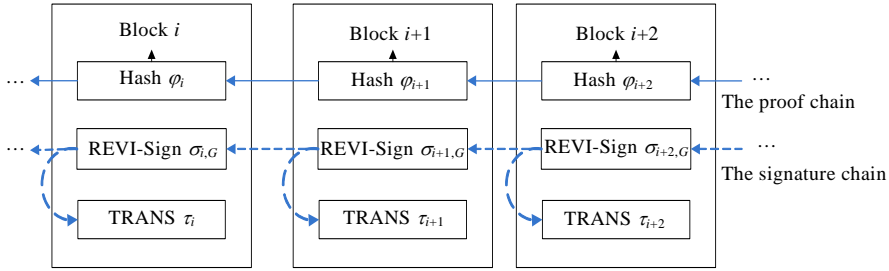 Block i
Block i+1
Block i+2
... Hash φi
Hash φi+1
Hash φi+2 ...
The proof chain
... REVI-Sign σi,G
REVI-Sign σi+1,G
REVI-Sign σi+2,G ...
The signature chain
TRANS τi
TRANS τi+1
TRANS τi+2